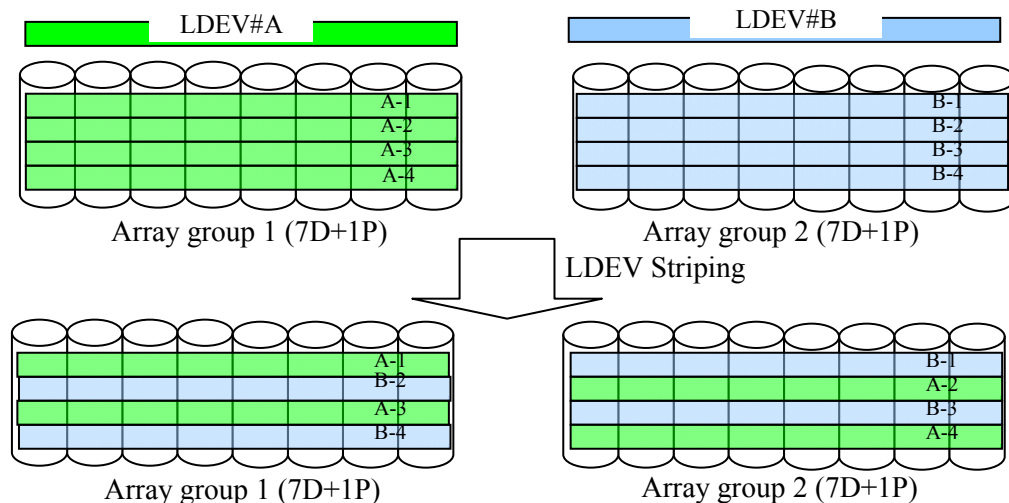 LDEV#A
LDEV#B
A-1
A-2
A-3
A-4
B-1
B-2
B-3
B-4
Array group 1 (7D+1P)
Array group 2 (7D+1P)
LDEV Striping
A-1
B-2
A-3
B-4
B-1
A-2
B-3
A-4
Array group 1 (7D+1P)
Array group 2 (7D+1P)